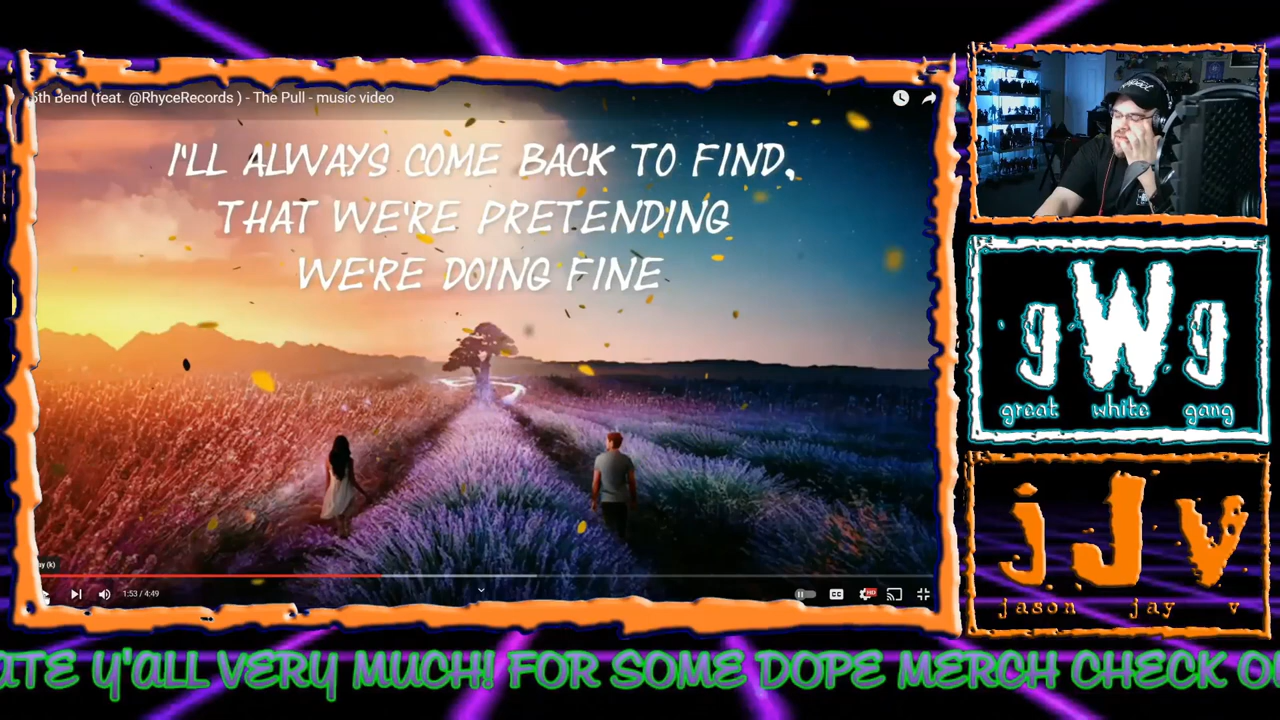 5th Bend (feat. @RhyceRecords ) - The Pull - music video
I'LL ALWAYS COME BACK TO FIND,
THAT WE'RE PRETENDING
WE'RE DOING FINE
(k)
1:53 / 4:49
CC
HD
gWg
great white gang
jJv
jason jay v
Y'ALL VERY MUCH! FOR SOME DOPE MERCH CHECK